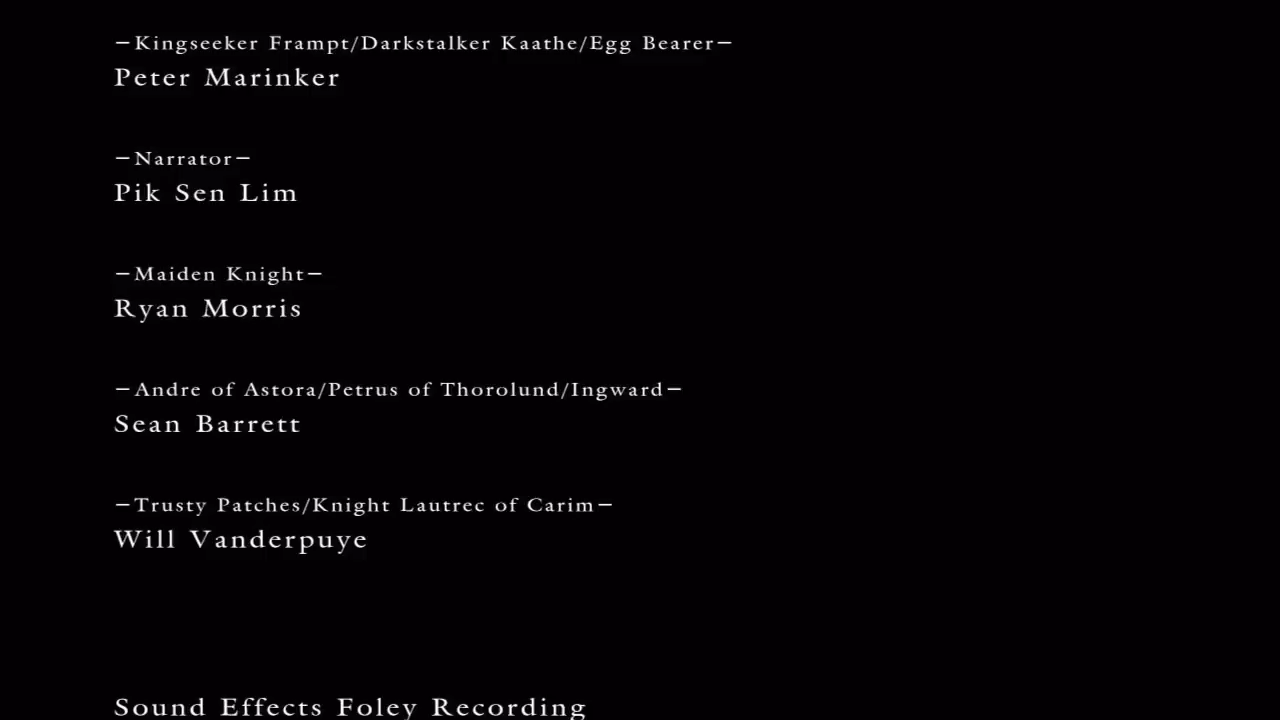 —Kingseeker Frampt/Darkstalker Kaathe/Egg Bearer—
Peter Marinker
—Narrator—
Pik Sen Lim
—Maiden Knight—
Ryan Morris
—Andre of Astora/Petrus of Thorolund/Ingward—
Sean Barrett
—Trusty Patches/Knight Lautrec of Carim—
Will Vanderpuye
Sound Effects Foley Recording